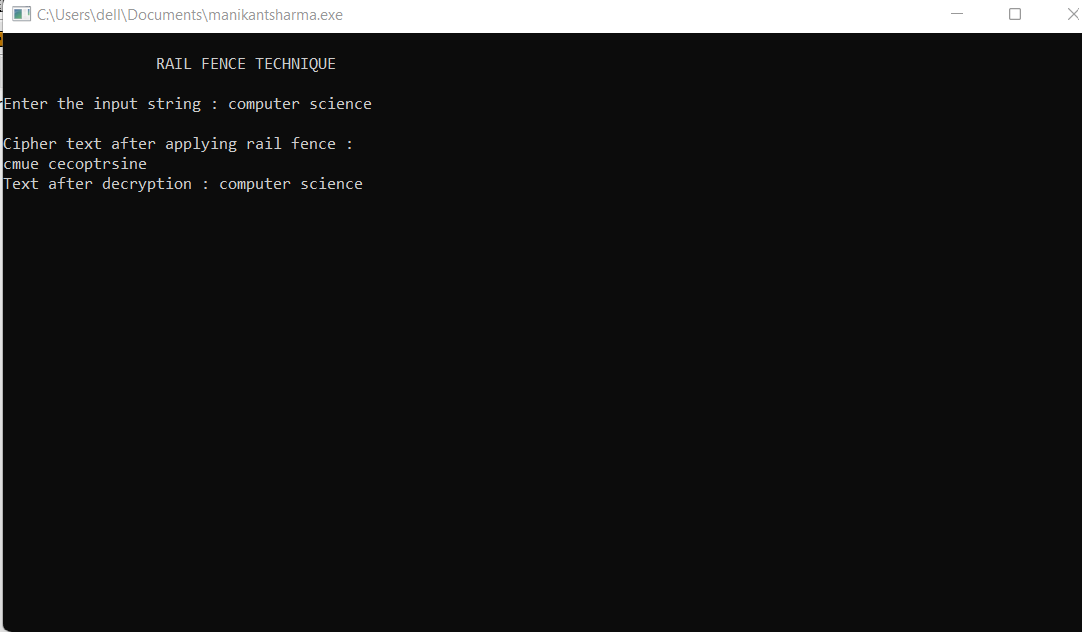 C:\Users\dell\Documents\manikantsharma.exe
RAIL FENCE TECHNIQUE
Enter the input string : computer science
Cipher text after applying rail fence :
cmue cecoptrsine
Text after decryption : computer science